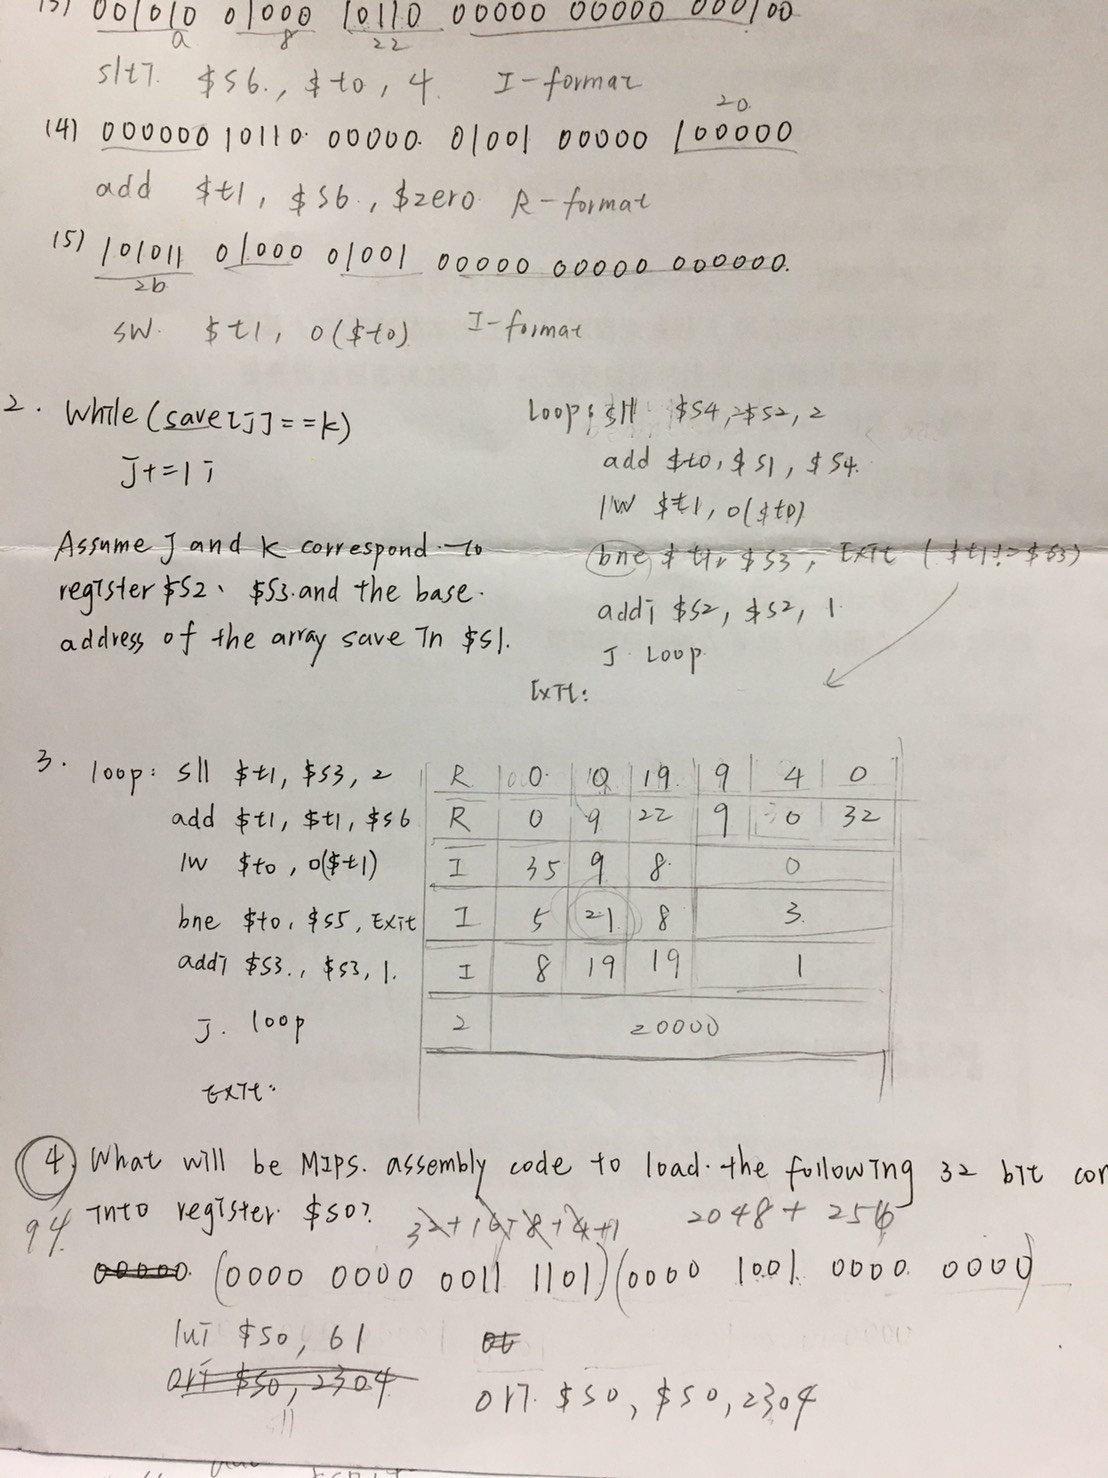 (3) 001010 01000 10110 00000 00000 000100
a 8 22
slti. $s6., $t0, 4. I-format
20.
(4) 000000 10110. 00000. 01001 00000 100000
add $t1, $s6., $zero. R-format
(5) 101011 01000 01001 00000 00000 000000.
2b
sw. $t1, 0($t0) I-format
2. While (save[j]==k)
j+=1;
Assume j and k correspond to
register $s2、 $s3.and the base.
address of the array save in $s1.
Loop: sll $s4, $s2, 2
add $t0, $s1, $s4.
lw $t1, 0($t0)
bne $t1, $s3, Exit ($t1!=$s3)
addi $s2, $s2, 1.
J. Loop.
Exit:
3. loop: sll $t1, $s3, 2 R 0 0 19 9 4 0
add $t1, $t1, $s6 R 0 9 22 9 0 32
lw $t0, 0($t1) I 35 9 8 0
bne $t0, $s5, Exit I 5 21 8 3.
addi $s3., $s3, 1. I 8 19 19 1
j. loop 2 20000
Exit:
4. What will be MIPS. assembly code to load. the following 32 bit con
94. into register $s0? 32+16+8+4+1 2048+256
00000. (0000 0000 0011 1101)(0000 1001 0000. 0000)
lui $s0, 61
ori $s0, 2304 ori. $s0, $s0, 2304